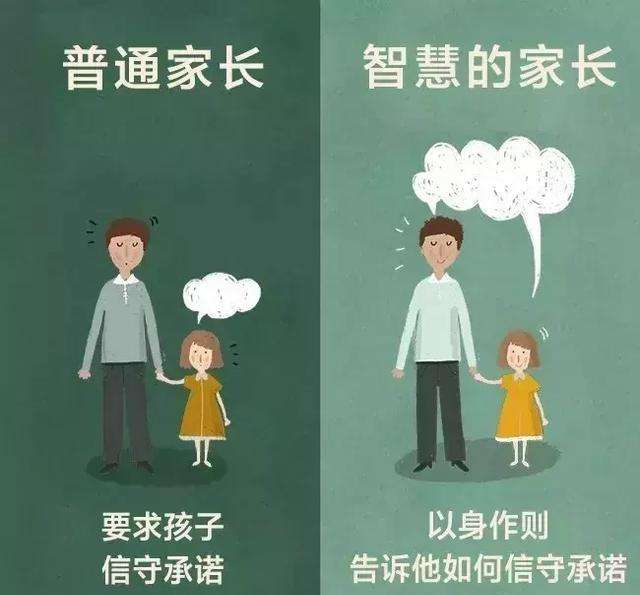 普通家长
智慧的家长
要求孩子
信守承诺
以身作则
告诉他如何信守承诺